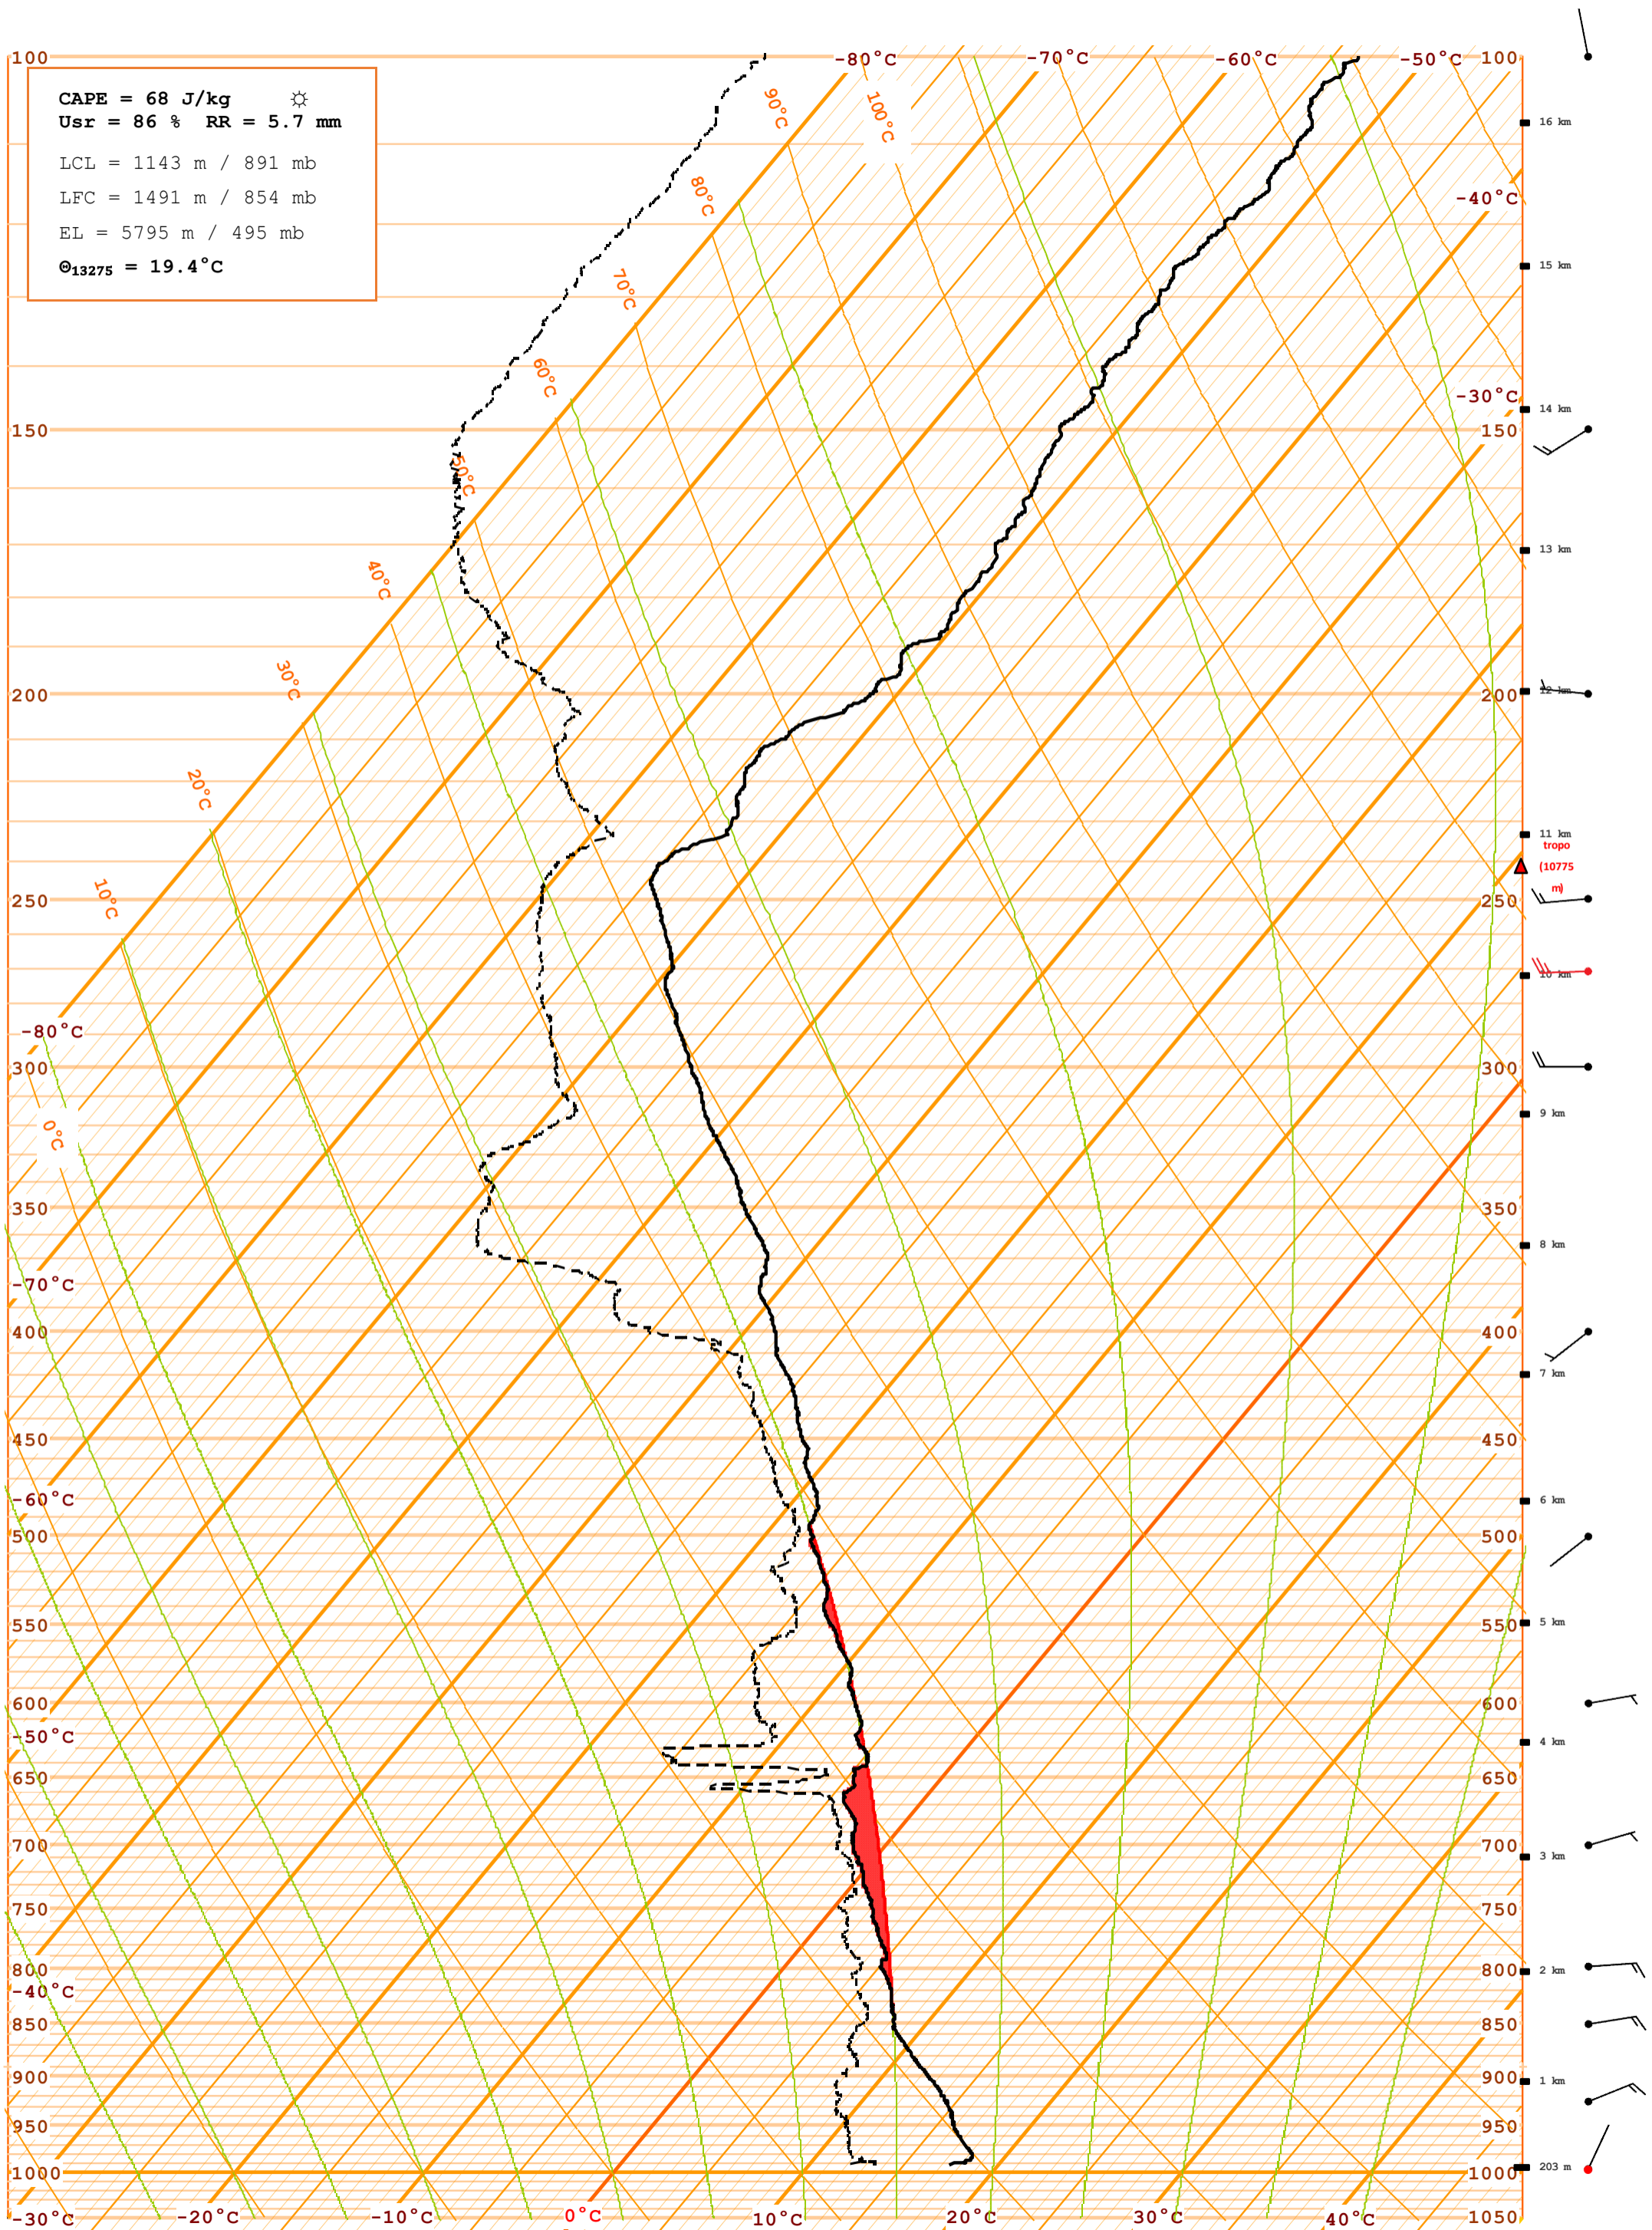 -80°C
-70°C
-60°C
-50°C
100
100
CAPE = 68 J/kg ☼
Usr = 86 % RR = 5.7 mm
LCL = 1143 m / 891 mb
LFC = 1491 m / 854 mb
EL = 5795 m / 495 mb
Θ13275 = 19.4°C
90°C
100°C
16 km
80°C
-40°C
15 km
70°C
60°C
-30°C
14 km
150
150
50°C
13 km
40°C
30°C
200
200
12 km
20°C
11 km
tropo
(10775
m)
10°C
250
250
10 km
-80°C
300
300
0°C
9 km
350
350
8 km
-70°C
400
400
7 km
450
450
-60°C
6 km
500
500
550
550
5 km
600
600
-50°C
4 km
650
650
700
700
3 km
750
750
800
800
2 km
-40°C
850
850
900
900
1 km
950
950
1000
1000
203 m
-30°C
-20°C
-10°C
0°C
10°C
20°C
30°C
40°C
1050